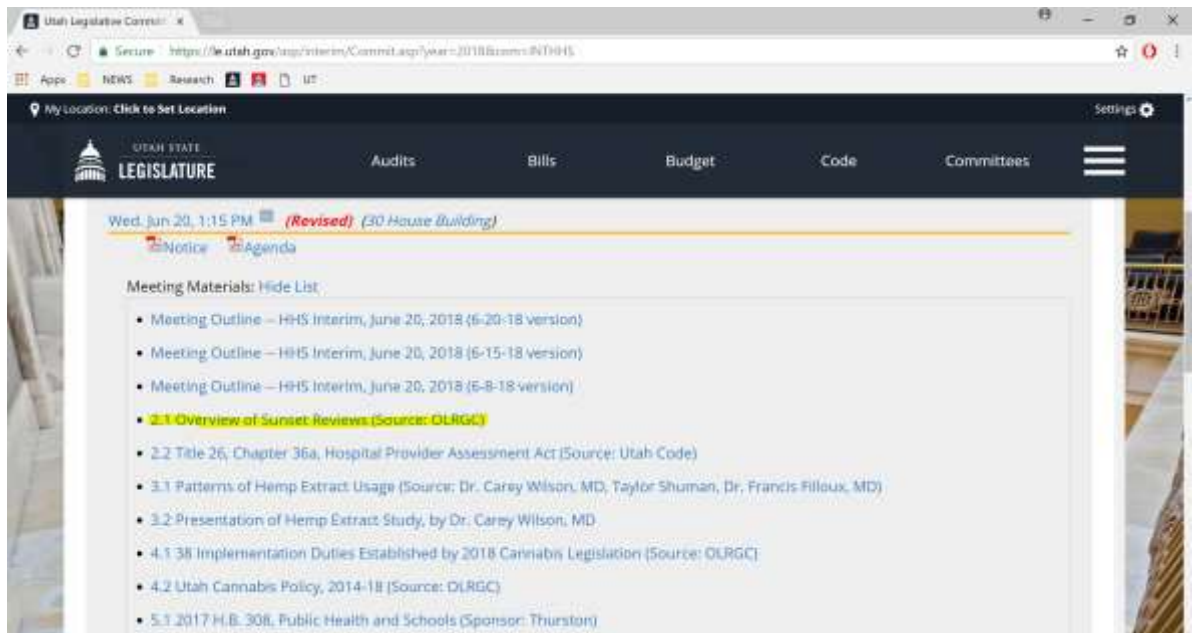 Utah Legislative Commit
Secure https://le.utah.gov/asp/interim/Commit.asp?year=2018&com=INTHHS
Apps NEWS Research UT
My Location: Click to Set Location Settings
UTAH STATE
LEGISLATURE Audits Bills Budget Code Committees
Wed, Jun 20, 1:15 PM (Revised) (30 House Building)
Notice Agenda
Meeting Materials: Hide List
• Meeting Outline -- HHS Interim, June 20, 2018 (6-20-18 version)
• Meeting Outline -- HHS Interim, June 20, 2018 (6-15-18 version)
• Meeting Outline -- HHS Interim, June 20, 2018 (6-8-18 version)
• 2.1 Overview of Sunset Reviews (Source: OLRGC)
• 2.2 Title 26, Chapter 36a, Hospital Provider Assessment Act (Source: Utah Code)
• 3.1 Patterns of Hemp Extract Usage (Source: Dr. Carey Wilson, MD, Taylor Shuman, Dr. Francis Filloux, MD)
• 3.2 Presentation of Hemp Extract Study, by Dr. Carey Wilson, MD
• 4.1 38 Implementation Duties Established by 2018 Cannabis Legislation (Source: OLRGC)
• 4.2 Utah Cannabis Policy, 2014-18 (Source: OLRGC)
• 5.1 2017 H.B. 308, Public Health and Schools (Sponsor: Thurston)